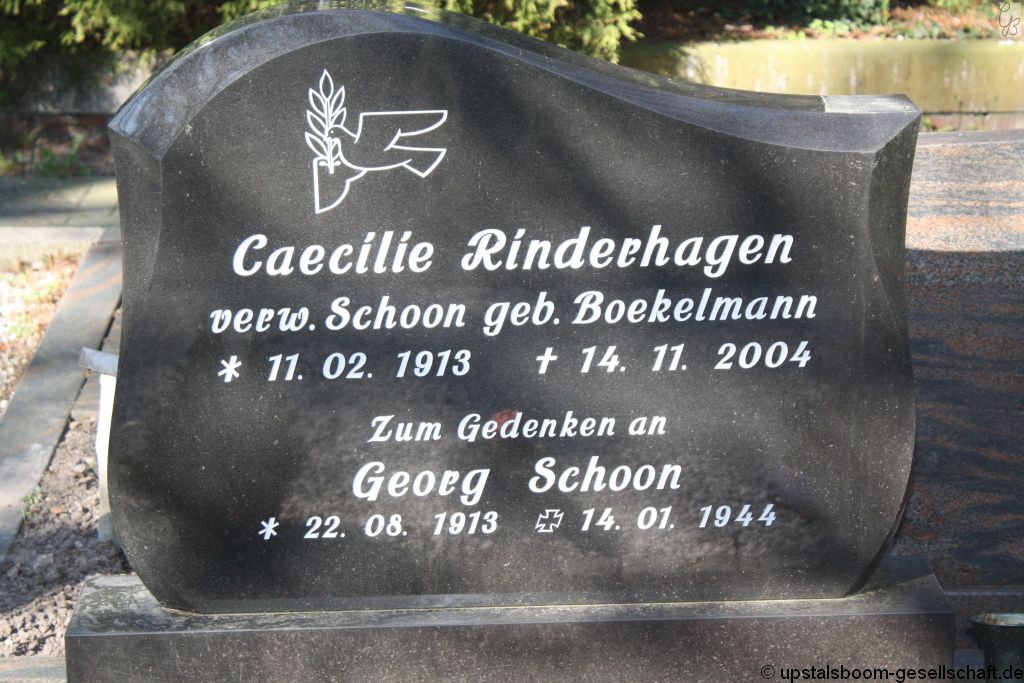 Caecilie Rinderhagen
verw. Schoon geb. Boekelmann
* 11. 02. 1913 † 14. 11. 2004
Zum Gedenken an
Georg Schoon
* 22. 08. 1913 ✠ 14. 01. 1944
© upstalsboom-gesellschaft.de